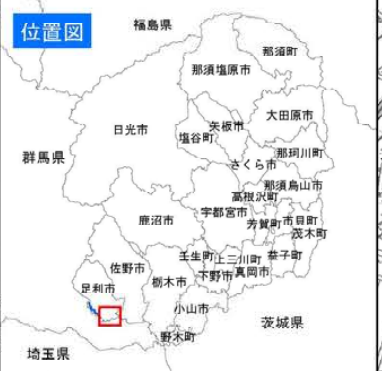 位置図
福島県
那須町
那須塩原市
大田原市
日光市
矢板市
塩谷町
群馬県
那珂川町
さくら市
那須烏山市
高根沢町
宇都宮市
鹿沼市
芳賀町
市貝町
茂木町
壬生町
上三川町
益子町
佐野市
下野市
真岡市
栃木市
足利市
小山市
茨城県
野木町
埼玉県